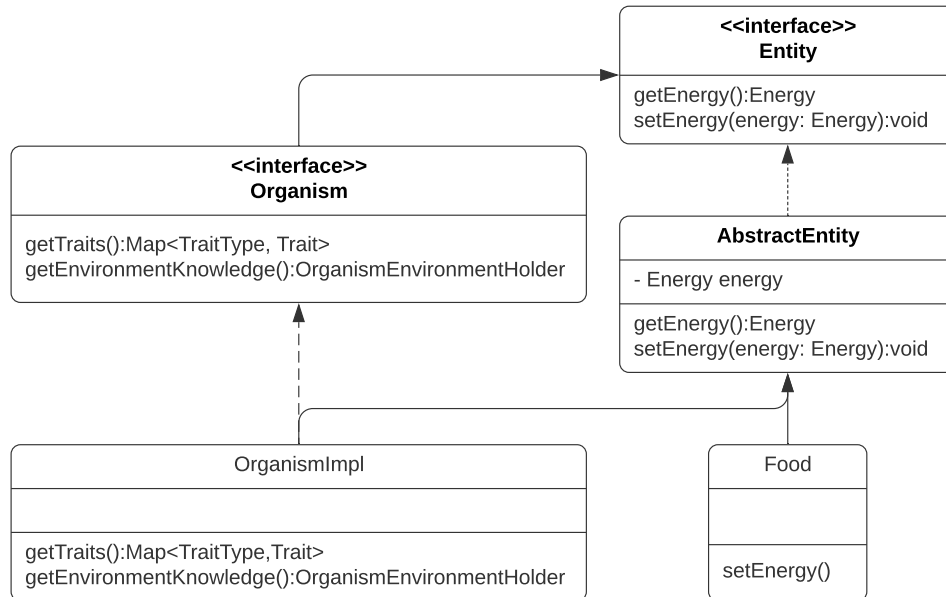 <<interface>>
Entity
getEnergy():Energy
setEnergy(energy: Energy):void
<<interface>>
Organism
getTraits():Map<TraitType, Trait>
getEnvironmentKnowledge():OrganismEnvironmentHolder
AbstractEntity
- Energy energy
getEnergy():Energy
setEnergy(energy: Energy):void
OrganismImpl
getTraits():Map<TraitType,Trait>
getEnvironmentKnowledge():OrganismEnvironmentHolder
Food
setEnergy()